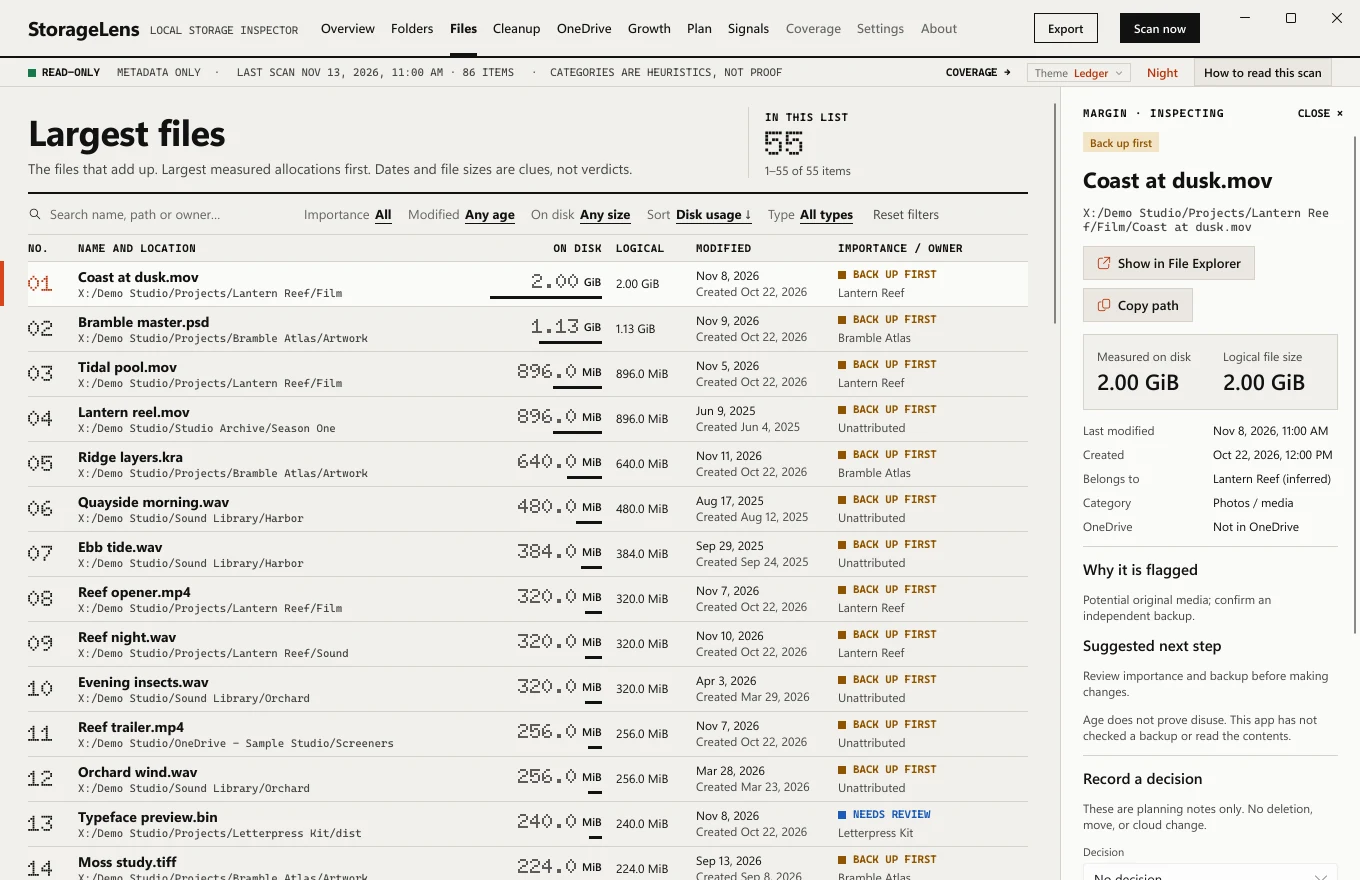 StorageLens LOCAL STORAGE INSPECTOR Overview Folders Files Cleanup OneDrive Growth Plan Signals Coverage Settings About Export Scan now
READ-ONLY METADATA ONLY · LAST SCAN NOV 13, 2026, 11:00 AM · 86 ITEMS · CATEGORIES ARE HEURISTICS, NOT PROOF COVERAGE → Theme Ledger Night How to read this scan
Largest files
The files that add up. Largest measured allocations first. Dates and file sizes are clues, not verdicts.
IN THIS LIST
55
1–55 of 55 items
Search name, path or owner... Importance All Modified Any age On disk Any size Sort Disk usage ↓ Type All types Reset filters
NO. NAME AND LOCATION ON DISK LOGICAL MODIFIED IMPORTANCE / OWNER
01 Coast at dusk.mov 2.00 GiB 2.00 GiB Nov 8, 2026 BACK UP FIRST
X:/Demo Studio/Projects/Lantern Reef/Film Created Oct 22, 2026 Lantern Reef
02 Bramble master.psd 1.13 GiB 1.13 GiB Nov 9, 2026 BACK UP FIRST
X:/Demo Studio/Projects/Bramble Atlas/Artwork Created Oct 22, 2026 Bramble Atlas
03 Tidal pool.mov 896.0 MiB 896.0 MiB Nov 5, 2026 BACK UP FIRST
X:/Demo Studio/Projects/Lantern Reef/Film Created Oct 22, 2026 Lantern Reef
04 Lantern reel.mov 896.0 MiB 896.0 MiB Jun 9, 2025 BACK UP FIRST
X:/Demo Studio/Studio Archive/Season One Created Jun 4, 2025 Unattributed
05 Ridge layers.kra 640.0 MiB 640.0 MiB Nov 11, 2026 BACK UP FIRST
X:/Demo Studio/Projects/Bramble Atlas/Artwork Created Oct 22, 2026 Bramble Atlas
06 Quayside morning.wav 480.0 MiB 480.0 MiB Aug 17, 2025 BACK UP FIRST
X:/Demo Studio/Sound Library/Harbor Created Aug 12, 2025 Unattributed
07 Ebb tide.wav 384.0 MiB 384.0 MiB Sep 29, 2025 BACK UP FIRST
X:/Demo Studio/Sound Library/Harbor Created Sep 24, 2025 Unattributed
08 Reef opener.mp4 320.0 MiB 320.0 MiB Nov 7, 2026 BACK UP FIRST
X:/Demo Studio/Projects/Lantern Reef/Film Created Oct 22, 2026 Lantern Reef
09 Reef night.wav 320.0 MiB 320.0 MiB Nov 10, 2026 BACK UP FIRST
X:/Demo Studio/Projects/Lantern Reef/Sound Created Oct 22, 2026 Lantern Reef
10 Evening insects.wav 320.0 MiB 320.0 MiB Apr 3, 2026 BACK UP FIRST
X:/Demo Studio/Sound Library/Orchard Created Mar 29, 2026 Unattributed
11 Reef trailer.mp4 256.0 MiB 256.0 MiB Nov 7, 2026 BACK UP FIRST
X:/Demo Studio/OneDrive - Sample Studio/Screeners Created Oct 22, 2026 Unattributed
12 Orchard wind.wav 256.0 MiB 256.0 MiB Mar 28, 2026 BACK UP FIRST
X:/Demo Studio/Sound Library/Orchard Created Mar 23, 2026 Unattributed
13 Typeface preview.bin 240.0 MiB 240.0 MiB Nov 8, 2026 NEEDS REVIEW
X:/Demo Studio/Projects/Letterpress Kit/dist Created Oct 22, 2026 Letterpress Kit
14 Moss study.tiff 224.0 MiB 224.0 MiB Sep 13, 2026 BACK UP FIRST
X:/Demo Studio/Projects/Bramble Atlas/Artwork Created Sep 8, 2026 Bramble Atlas
MARGIN · INSPECTING CLOSE ×
Back up first
Coast at dusk.mov
X:/Demo Studio/Projects/Lantern Ree
f/Film/Coast at dusk.mov
Show in File Explorer
Copy path
Measured on disk Logical file size
2.00 GiB 2.00 GiB
Last modified Nov 8, 2026, 11:00 AM
Created Oct 22, 2026, 12:00 PM
Belongs to Lantern Reef (inferred)
Category Photos / media
OneDrive Not in OneDrive
Why it is flagged
Potential original media; confirm an
independent backup.
Suggested next step
Review importance and backup before making
changes.
Age does not prove disuse. This app has not
checked a backup or read the contents.
Record a decision
These are planning notes only. No deletion,
move, or cloud change.
Decision
No decision